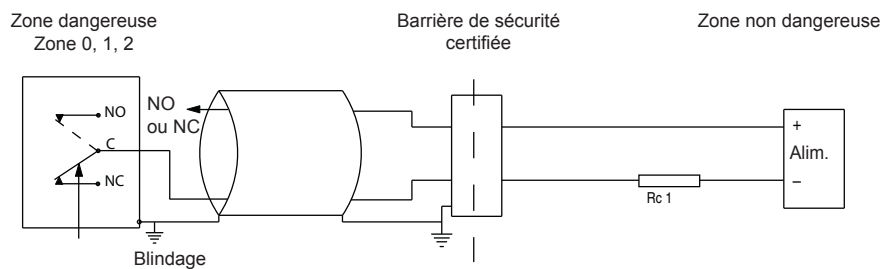 Zone dangereuse
Zone 0, 1, 2
Barrière de sécurité
certifiée
Zone non dangereuse
NO
C
NC
NO
ou NC
Blindage
+
Alim.
–
Rc 1